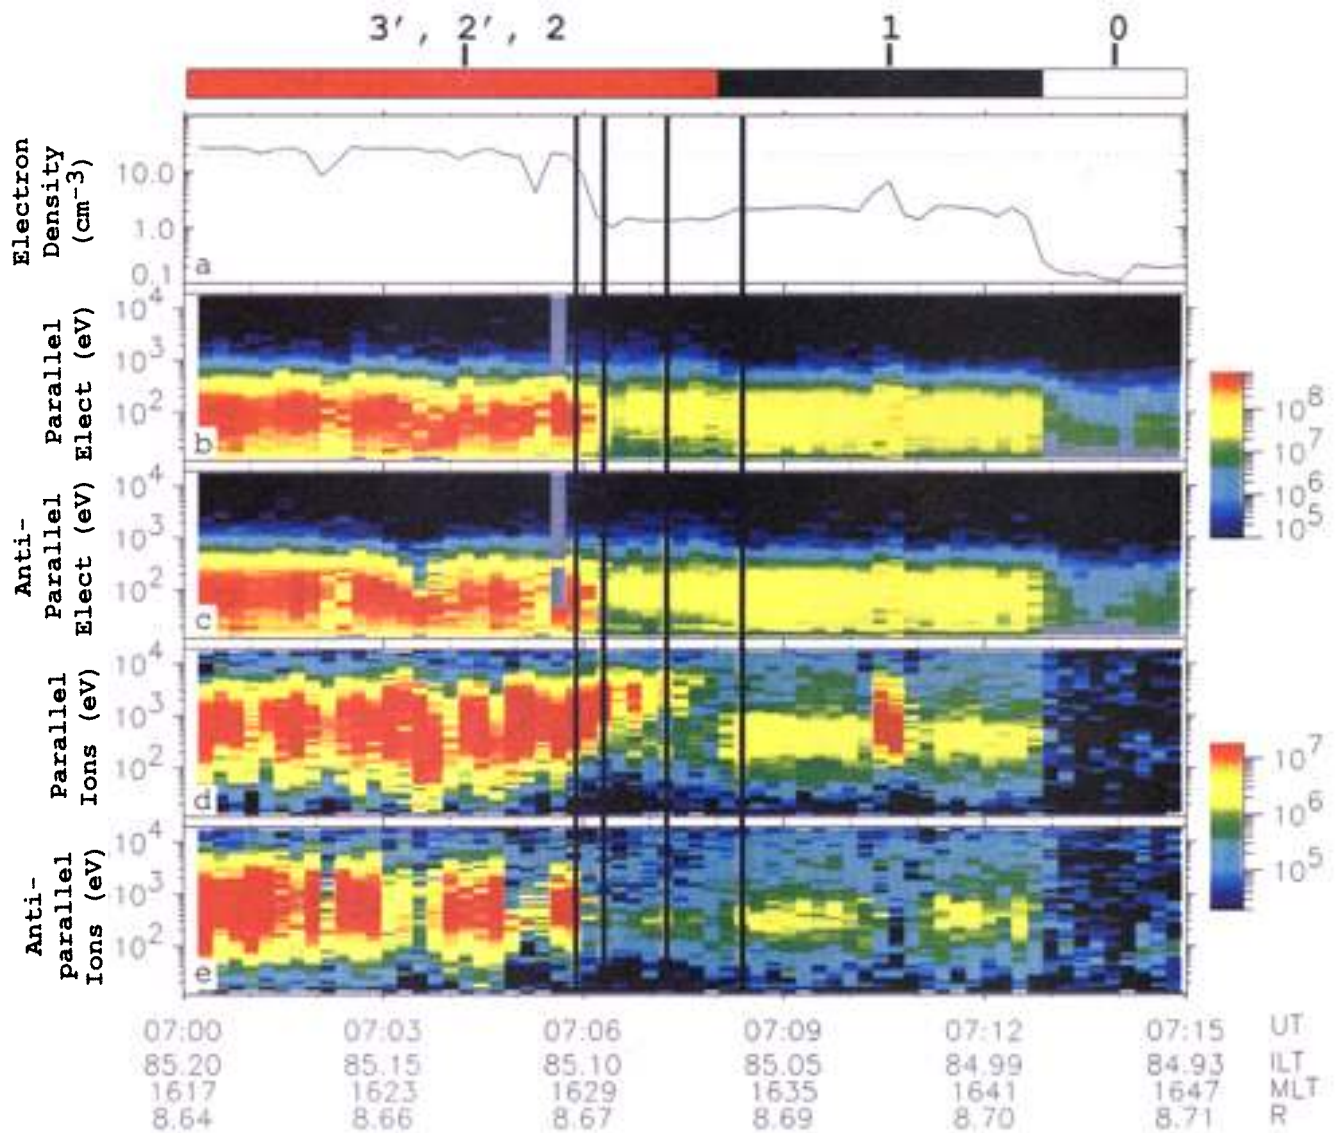 3', 2', 2
1
0
Electron
Density
(cm⁻³)
10.0
1.0
0.1
a
Parallel
Elect (eV)
10⁴
10³
10²
b
10⁸
10⁷
10⁶
10⁵
Anti-
Parallel
Elect (eV)
10⁴
10³
10²
c
Parallel
Ions (eV)
10⁴
10³
10²
d
10⁷
10⁶
10⁵
Anti-
parallel
Ions (eV)
10⁴
10³
10²
e
07:00 07:03 07:06 07:09 07:12 07:15 UT
85.20 85.15 85.10 85.05 84.99 84.93 ILT
1617 1623 1629 1635 1641 1647 MLT
8.64 8.66 8.67 8.69 8.70 8.71 R